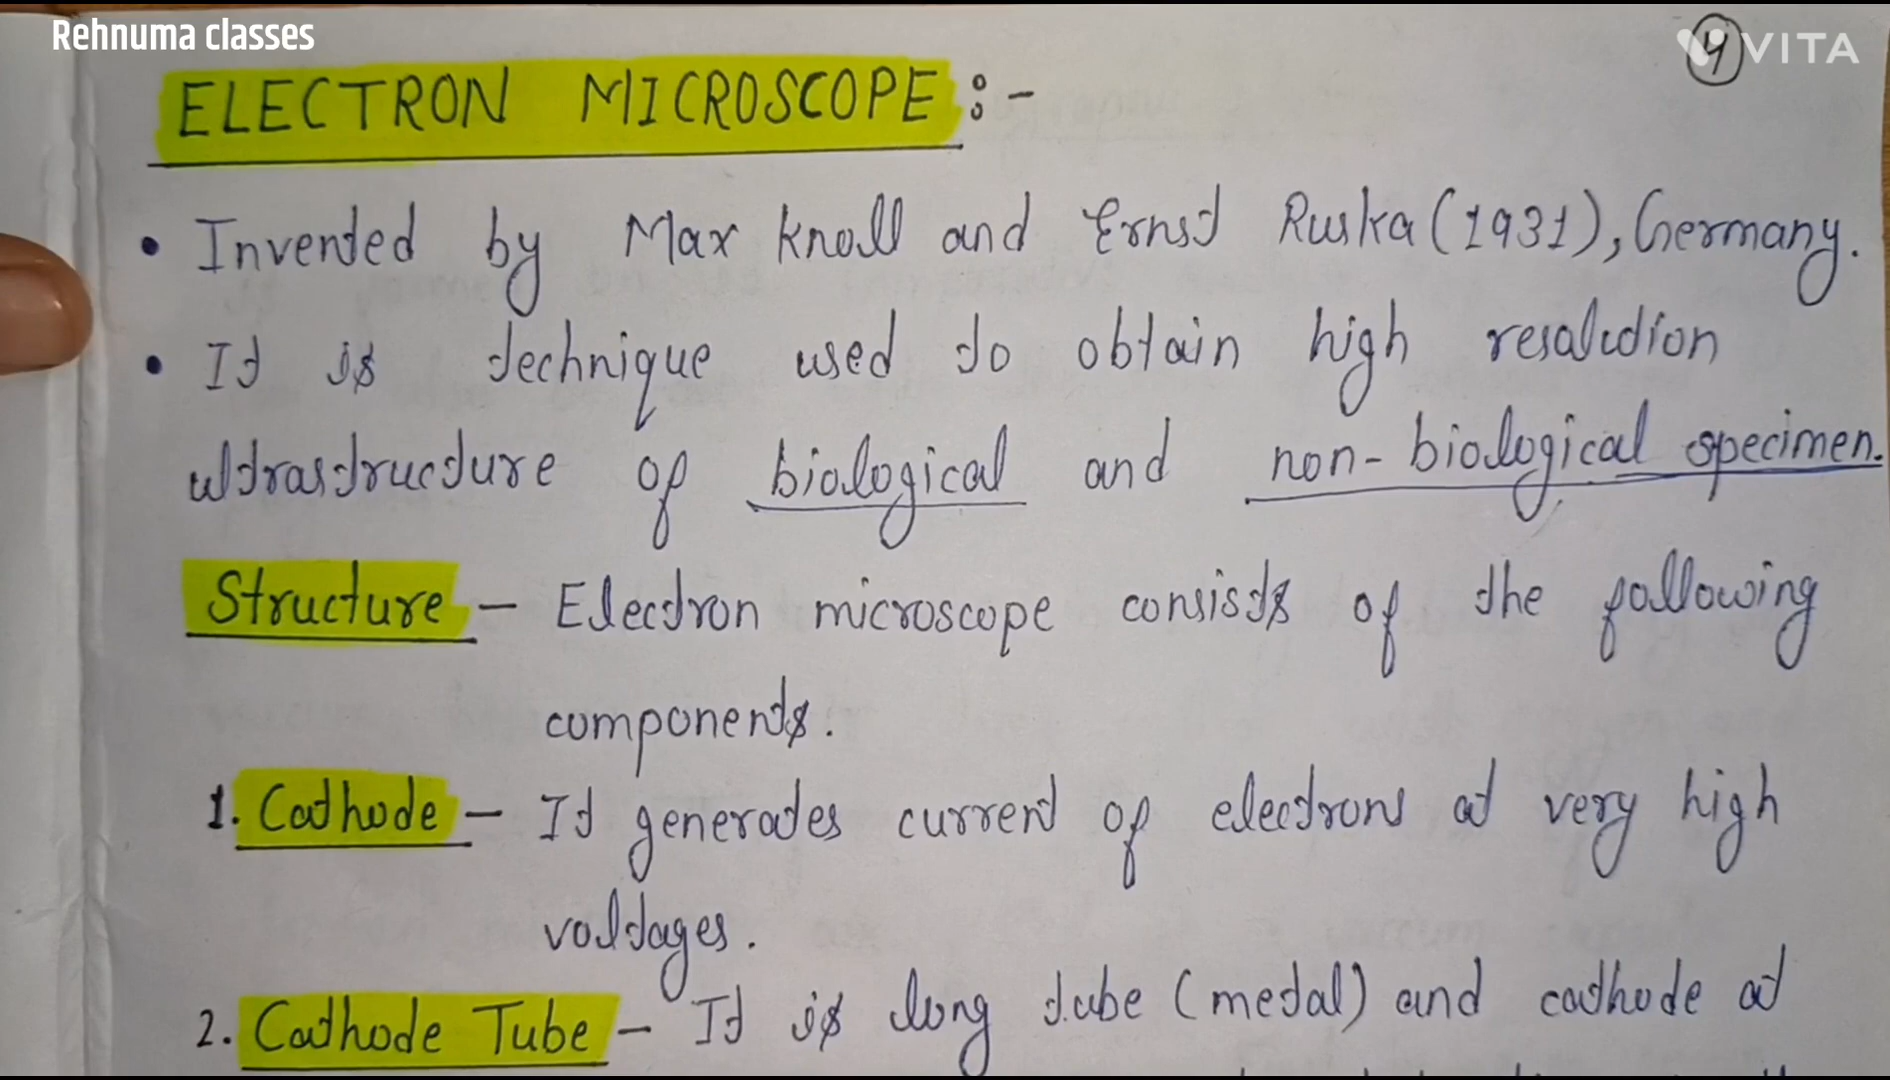 Rehnuma classes
4
VITA
ELECTRON MICROSCOPE :-
• Invented by Max Knoll and Ernst Ruska (1931), Germany.
• It is technique used to obtain high resolution
ultrastructure of biological and non-biological specimen.
Structure - Electron microscope consists of the following
components.
1. Cathode - It generates current of electrons at very high
voltages.
2. Cathode Tube - It is long tube (metal) and cathode at